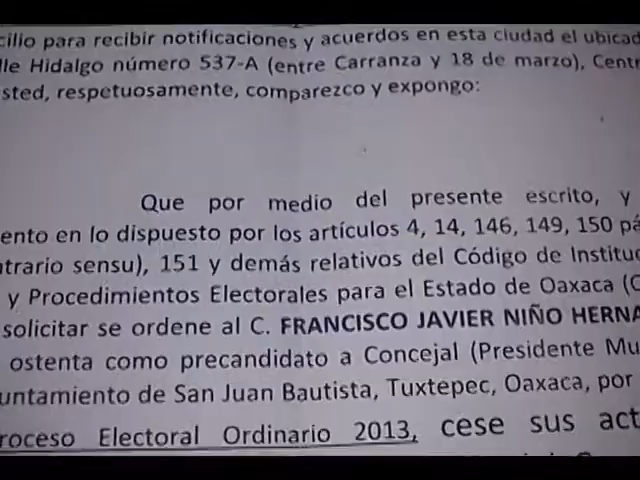 cilio para recibir notificaciones y acuerdos en esta ciudad el ubicad
lle Hidalgo número 537-A (entre Carranza y 18 de marzo), Centr
sted, respetuosamente, comparezco y expongo:
Que por medio del presente escrito, y
ento en lo dispuesto por los artículos 4, 14, 146, 149, 150 pá
ntrario sensu), 151 y demás relativos del Código de Instituc
y Procedimientos Electorales para el Estado de Oaxaca (C
solicitar se ordene al C. FRANCISCO JAVIER NIÑO HERNA
ostenta como precandidato a Concejal (Presidente Mu
untamiento de San Juan Bautista, Tuxtepec, Oaxaca, por
roceso Electoral Ordinario 2013, cese sus act